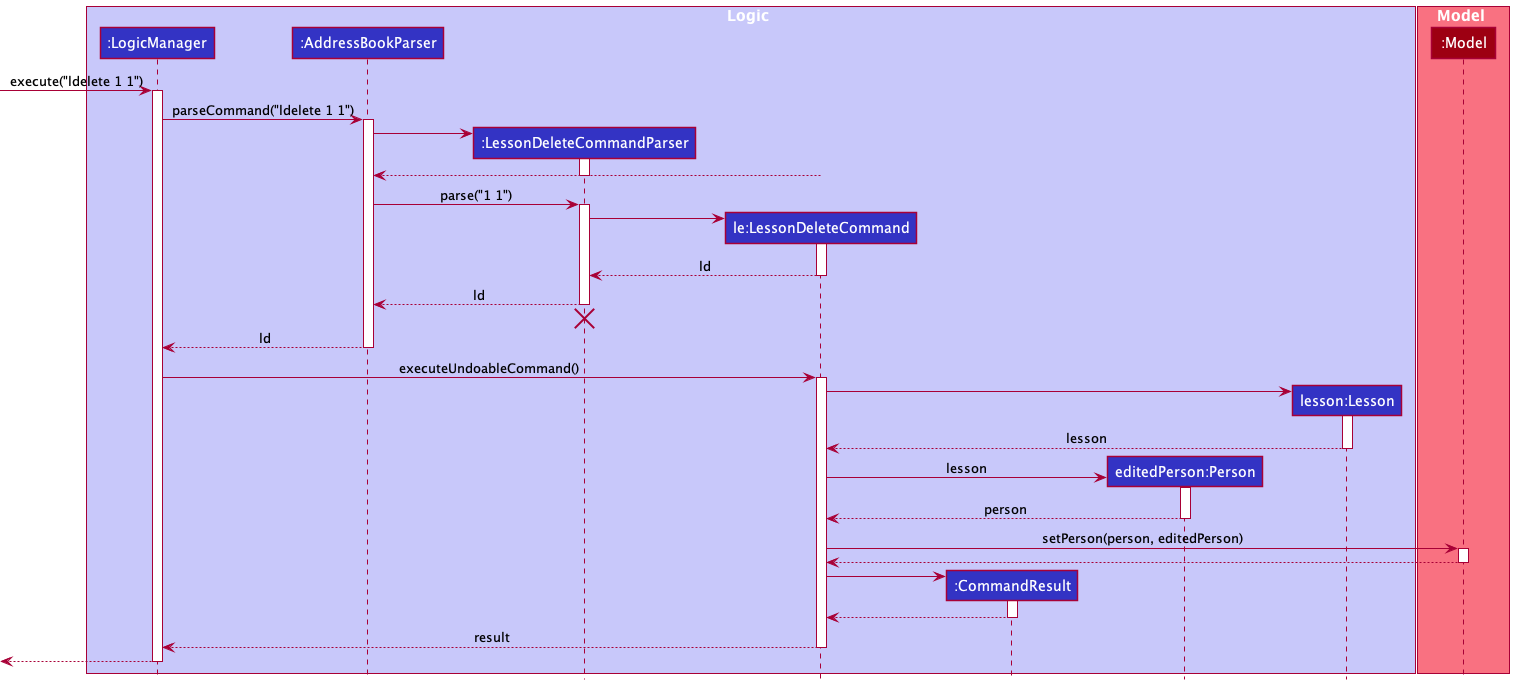 Logic
Model
:LogicManager
:AddressBookParser
:Model
execute("ldelete 1 1")
parseCommand("ldelete 1 1")
:LessonDeleteCommandParser
parse("1 1")
le:LessonDeleteCommand
ld
ld
ld
executeUndoableCommand()
lesson:Lesson
lesson
lesson
editedPerson:Person
person
setPerson(person, editedPerson)
:CommandResult
result